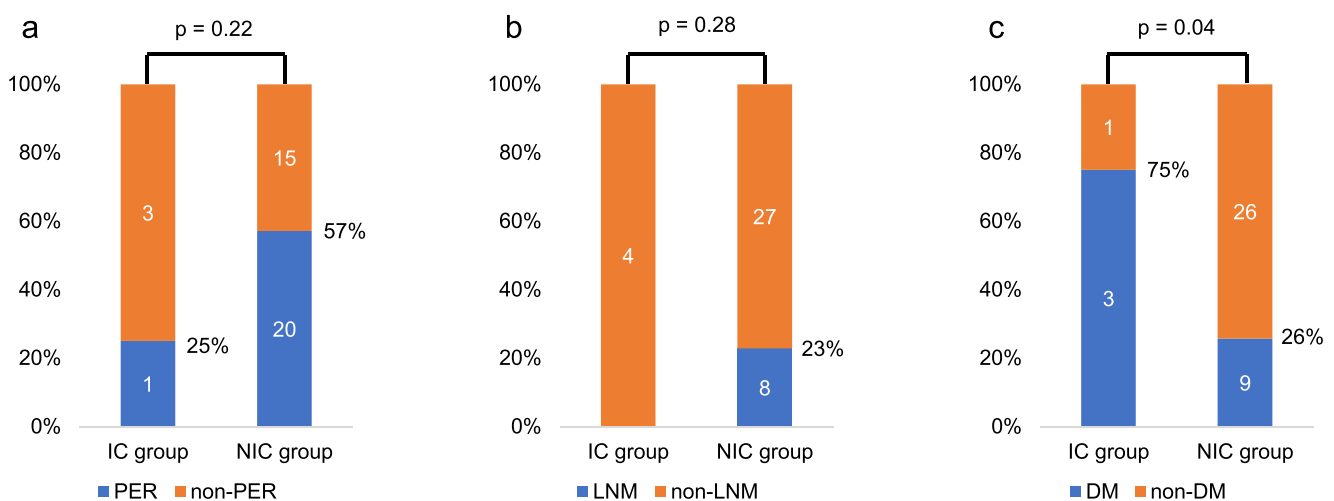 a
p = 0.22
100%
80%
60%
40%
20%
0%
3
1
25%
15
20
57%
IC group NIC group
PER non-PER
b
p = 0.28
100%
80%
60%
40%
20%
0%
4
27
8
23%
IC group NIC group
LNM non-LNM
c
p = 0.04
100%
80%
60%
40%
20%
0%
1
3
75%
26
9
26%
IC group NIC group
DM non-DM